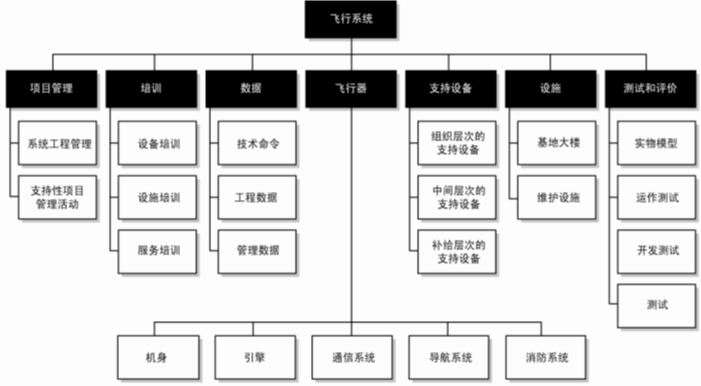 飞行系统
项目管理
培训
数据
飞行器
支持设备
设施
测试和评价
系统工程管理
设备培训
技术命令
组织层次的
支持设备
基地大楼
实物模型
支持性项目
管理活动
设施培训
工程数据
中间层次的
支持设备
维护设施
运作测试
服务培训
管理数据
补给层次的
支持设备
开发测试
测试
机身
引擎
通信系统
导航系统
消防系统